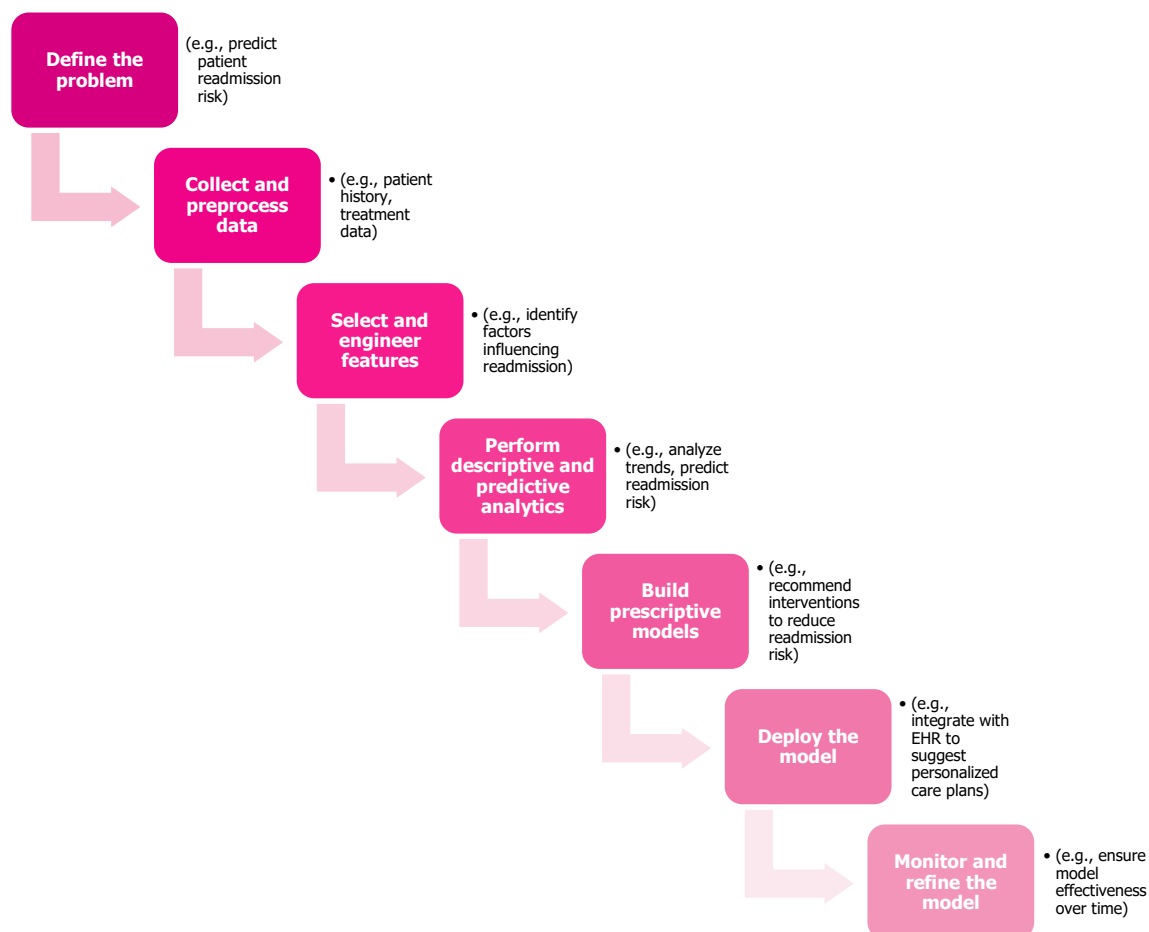 Define the
problem
(e.g., predict
patient
readmission
risk)
Collect and
preprocess
data
• (e.g., patient
history,
treatment
data)
Select and
engineer
features
• (e.g., identify
factors
influencing
readmission)
Perform
descriptive and
predictive
analytics
• (e.g., analyze
trends, predict
readmission
risk)
Build
prescriptive
models
• (e.g.,
recommend
interventions
to reduce
readmission
risk)
Deploy the
model
• (e.g.,
integrate with
EHR to
suggest
personalized
care plans)
Monitor and
refine the
model
• (e.g., ensure
model
effectiveness
over time)